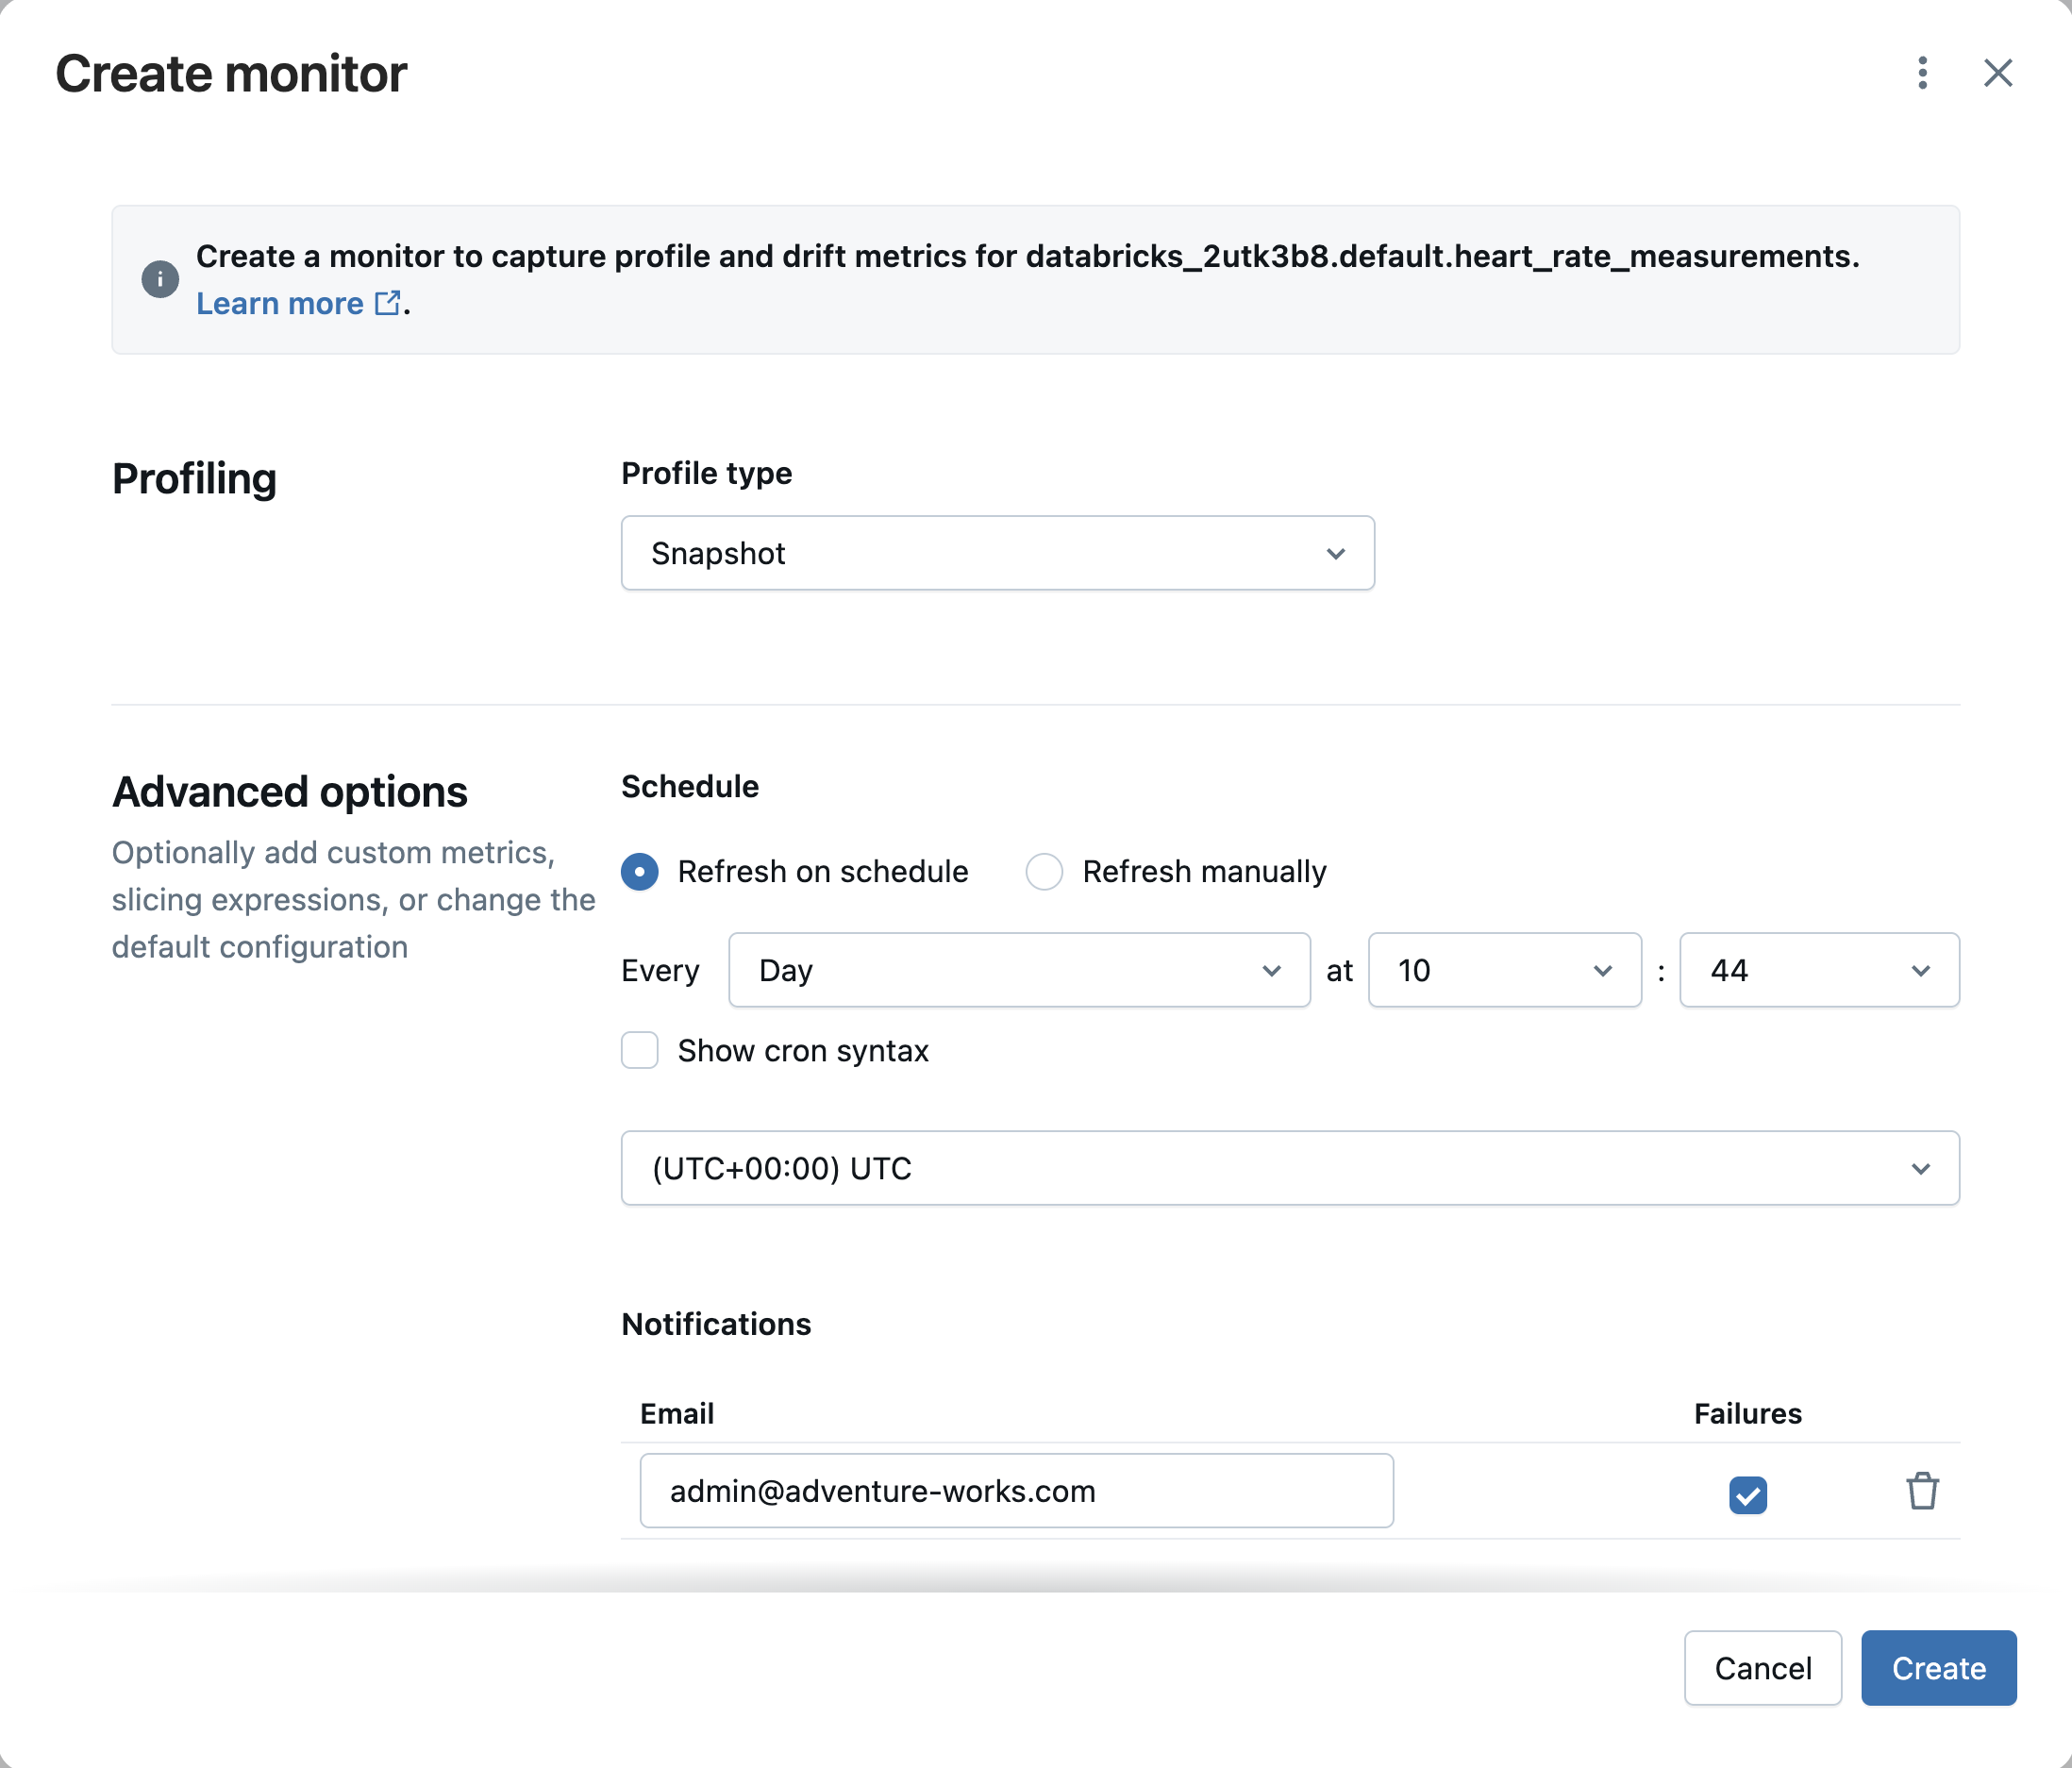 Create monitor
Create a monitor to capture profile and drift metrics for databricks_2utk3b8.default.heart_rate_measurements.
Learn more .
Profiling
Profile type
Snapshot
Advanced options
Optionally add custom metrics,
slicing expressions, or change the
default configuration
Schedule
Refresh on schedule
Refresh manually
Every Day at 10 : 44
Show cron syntax
(UTC+00:00) UTC
Notifications
Email Failures
admin@adventure-works.com
Cancel Create